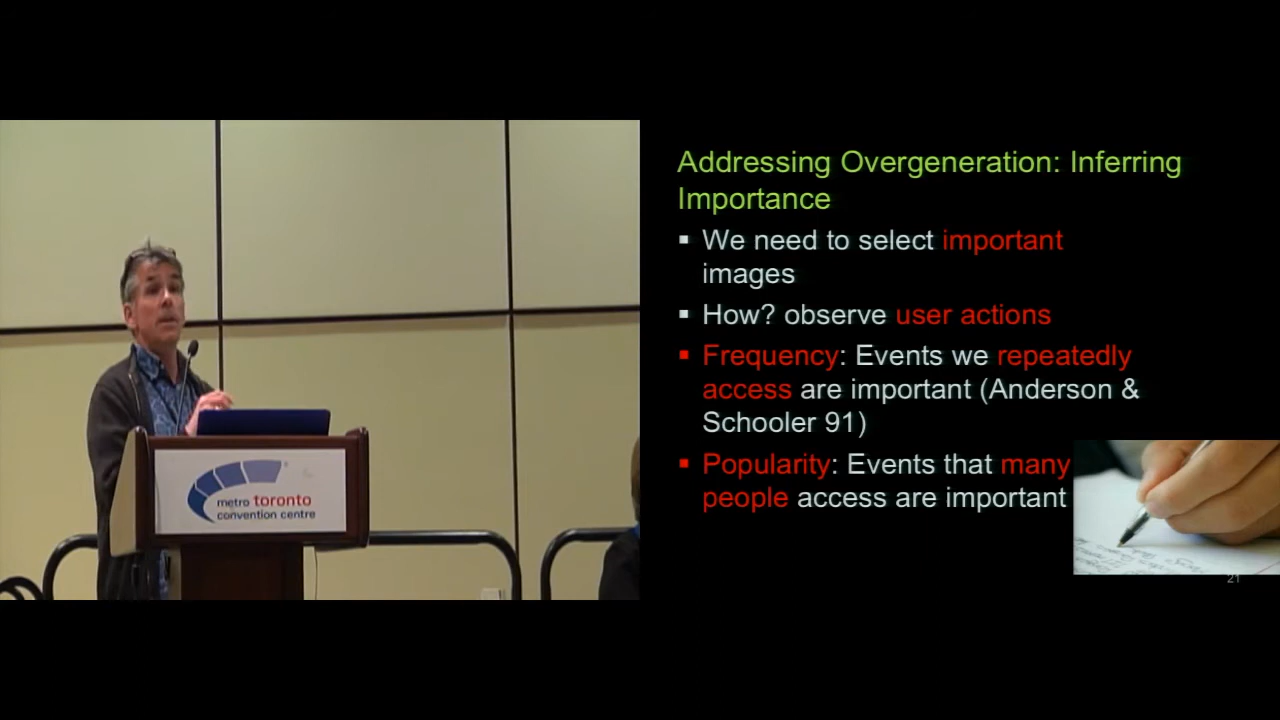 Addressing Overgeneration: Inferring
Importance
▪ We need to select important
images
▪ How? observe user actions
▪ Frequency: Events we repeatedly
access are important (Anderson &
Schooler 91)
▪ Popularity: Events that many
people access are important
21
metro toronto
convention centre